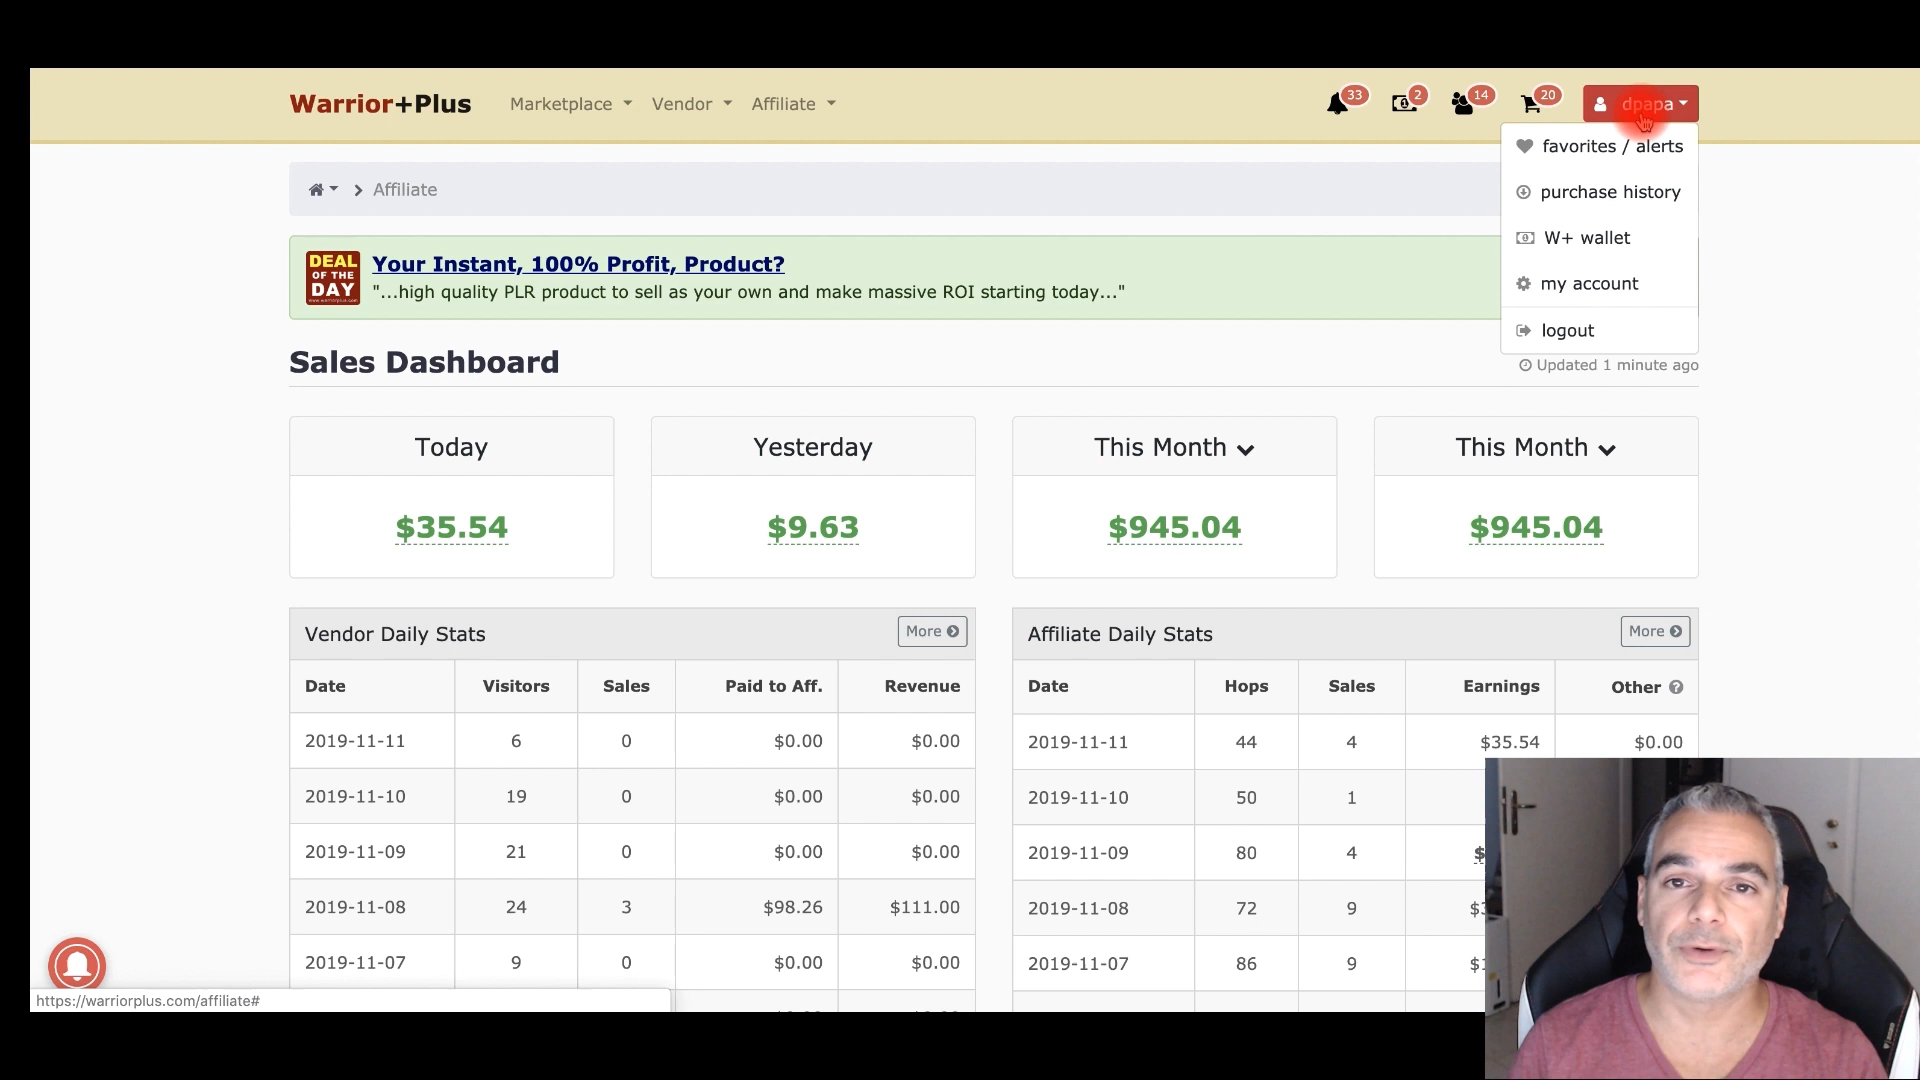 Warrior+Plus Marketplace Vendor Affiliate 33 2 14 20 dpapa
favorites / alerts
purchase history
W+ wallet
my account
logout
Affiliate
DEAL OF THE DAY www.warriorplus.com
Your Instant, 100% Profit, Product?
"...high quality PLR product to sell as your own and make massive ROI starting today..."
Sales Dashboard
Updated 1 minute ago
Today Yesterday This Month This Month
$35.54 $9.63 $945.04 $945.04
Vendor Daily Stats More
Date Visitors Sales Paid to Aff. Revenue
2019-11-11 6 0 $0.00 $0.00
2019-11-10 19 0 $0.00 $0.00
2019-11-09 21 0 $0.00 $0.00
2019-11-08 24 3 $98.26 $111.00
2019-11-07 9 0 $0.00 $0.00
Affiliate Daily Stats More
Date Hops Sales Earnings Other
2019-11-11 44 4 $35.54 $0.00
2019-11-10 50 1
2019-11-09 80 4 $
2019-11-08 72 9
2019-11-07 86 9
https://warriorplus.com/affiliate#